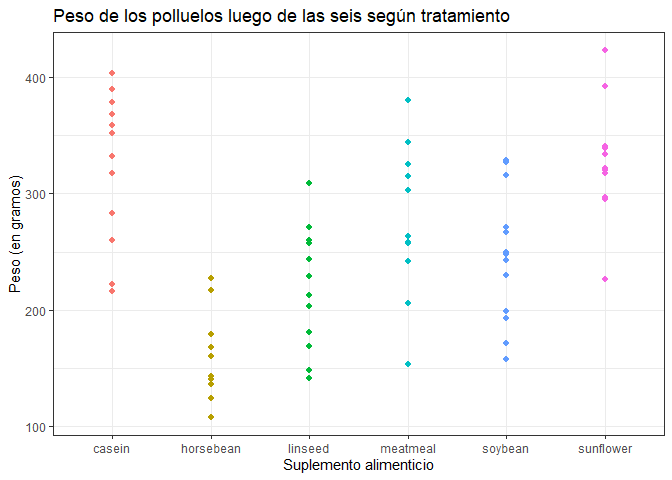 Peso de los polluelos luego de las seis según tratamiento
Peso (en gramos)
400
300
200
100
casein horsebean linseed meatmeal soybean sunflower
Suplemento alimenticio